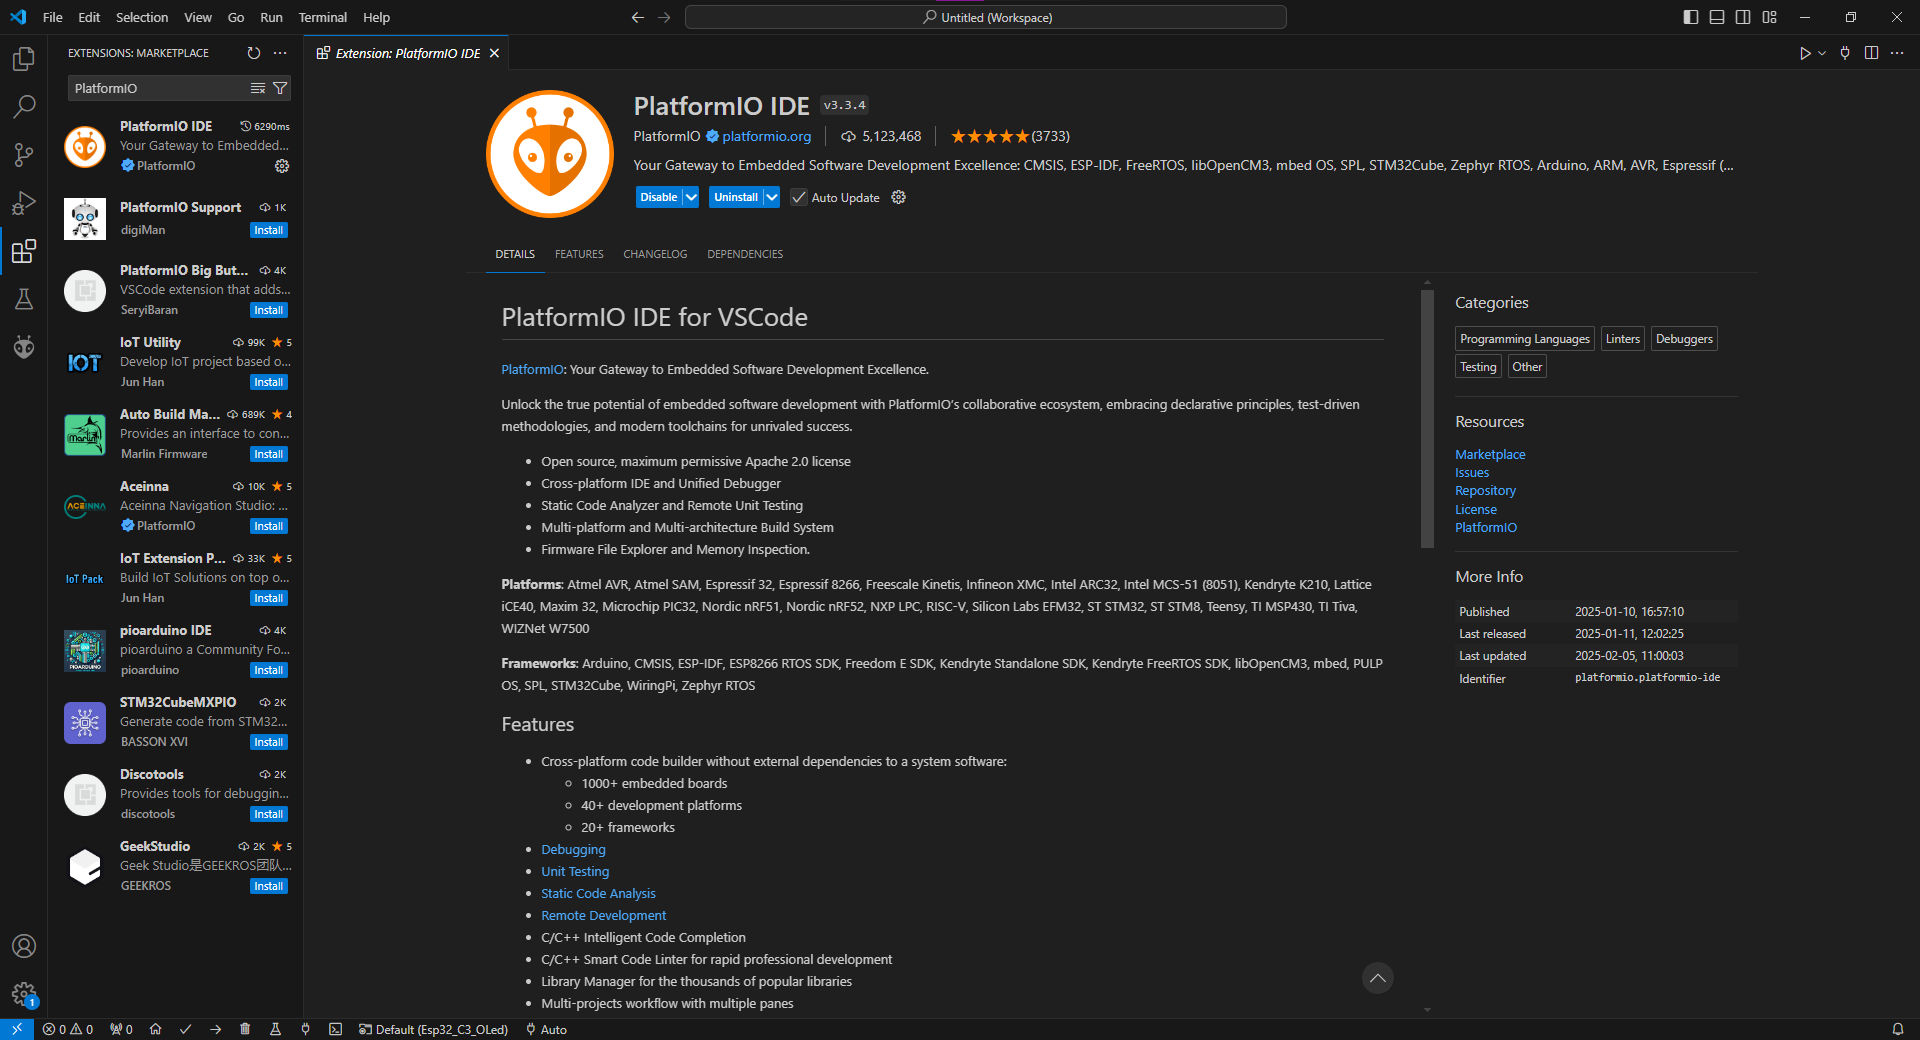 File Edit Selection View Go Run Terminal Help
Untitled (Workspace)
EXTENSIONS: MARKETPLACE
PlatformIO
PlatformIO IDE 6290ms
Your Gateway to Embedded...
PlatformIO
PlatformIO Support 1K
digiMan Install
PlatformIO Big But... 4K
VSCode extension that adds...
SeryiBaran Install
IoT Utility 99K 5
IOT
Develop IoT project based o...
Jun Han Install
Auto Build Ma... 689K 4
Marlin
Provides an interface to con...
Marlin Firmware Install
Aceinna 10K 5
ACEINNA
Aceinna Navigation Studio: ...
PlatformIO Install
IoT Extension P... 33K 5
IoT Pack
Build IoT Solutions on top o...
Jun Han Install
pioarduino IDE 4K
PIOARDUINO
pioarduino a Community Fo...
pioarduino Install
STM32CubeMXPIO 2K
Generate code from STM32...
BASSON XVI Install
Discotools 2K
Provides tools for debuggin...
discotools Install
GeekStudio 2K 5
Geek Studio是GEEKROS团队...
GEEKROS Install
Extension: PlatformIO IDE
PlatformIO IDE v3.3.4
PlatformIO platformio.org 5,123,468 (3733)
Your Gateway to Embedded Software Development Excellence: CMSIS, ESP-IDF, FreeRTOS, libOpenCM3, mbed OS, SPL, STM32Cube, Zephyr RTOS, Arduino, ARM, AVR, Espressif (...
Disable Uninstall Auto Update
DETAILS FEATURES CHANGELOG DEPENDENCIES
PlatformIO IDE for VSCode
PlatformIO: Your Gateway to Embedded Software Development Excellence.
Unlock the true potential of embedded software development with PlatformIO's collaborative ecosystem, embracing declarative principles, test-driven
methodologies, and modern toolchains for unrivaled success.
Open source, maximum permissive Apache 2.0 license
Cross-platform IDE and Unified Debugger
Static Code Analyzer and Remote Unit Testing
Multi-platform and Multi-architecture Build System
Firmware File Explorer and Memory Inspection.
Platforms: Atmel AVR, Atmel SAM, Espressif 32, Espressif 8266, Freescale Kinetis, Infineon XMC, Intel ARC32, Intel MCS-51 (8051), Kendryte K210, Lattice
iCE40, Maxim 32, Microchip PIC32, Nordic nRF51, Nordic nRF52, NXP LPC, RISC-V, Silicon Labs EFM32, ST STM32, ST STM8, Teensy, TI MSP430, TI Tiva,
WIZNet W7500
Frameworks: Arduino, CMSIS, ESP-IDF, ESP8266 RTOS SDK, Freedom E SDK, Kendryte Standalone SDK, Kendryte FreeRTOS SDK, libOpenCM3, mbed, PULP
OS, SPL, STM32Cube, WiringPi, Zephyr RTOS
Features
Cross-platform code builder without external dependencies to a system software:
1000+ embedded boards
40+ development platforms
20+ frameworks
Debugging
Unit Testing
Static Code Analysis
Remote Development
C/C++ Intelligent Code Completion
C/C++ Smart Code Linter for rapid professional development
Library Manager for the thousands of popular libraries
Multi-projects workflow with multiple panes
Categories
Programming Languages Linters Debuggers
Testing Other
Resources
Marketplace
Issues
Repository
License
PlatformIO
More Info
Published 2025-01-10, 16:57:10
Last released 2025-01-11, 12:02:25
Last updated 2025-02-05, 11:00:03
Identifier platformio.platformio-ide
1
0 0 0 Default (Esp32_C3_OLed) Auto